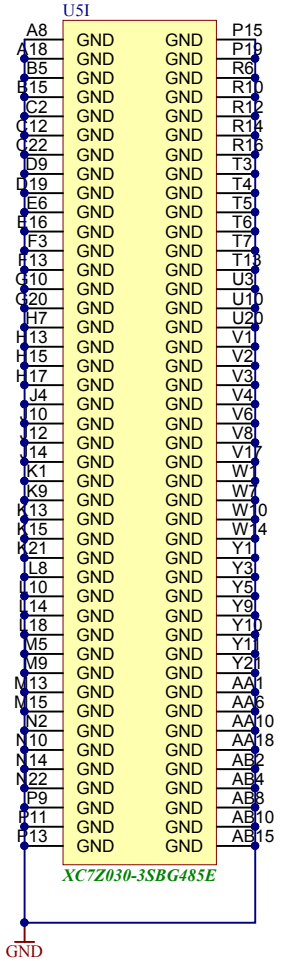 U5I
A8 GND GND P15
A18 GND GND P19
B5 GND GND R6
B15 GND GND R10
C2 GND GND R12
C12 GND GND R14
C22 GND GND R16
D9 GND GND T3
D19 GND GND T4
E6 GND GND T5
E16 GND GND T6
F3 GND GND T7
F13 GND GND T13
G10 GND GND U3
G20 GND GND U10
H7 GND GND U20
H13 GND GND V1
H15 GND GND V2
H17 GND GND V3
J4 GND GND V4
J10 GND GND V6
J12 GND GND V8
J14 GND GND V17
K1 GND GND W1
K9 GND GND W7
K13 GND GND W10
K15 GND GND W14
K21 GND GND Y1
L8 GND GND Y3
L10 GND GND Y5
L14 GND GND Y9
L18 GND GND Y10
M5 GND GND Y11
M9 GND GND Y21
M13 GND GND AA1
M15 GND GND AA6
N2 GND GND AA10
N10 GND GND AA18
N14 GND GND AB2
N22 GND GND AB4
P9 GND GND AB8
P11 GND GND AB10
P13 GND GND AB15
XC7Z030-3SBG485E
GND